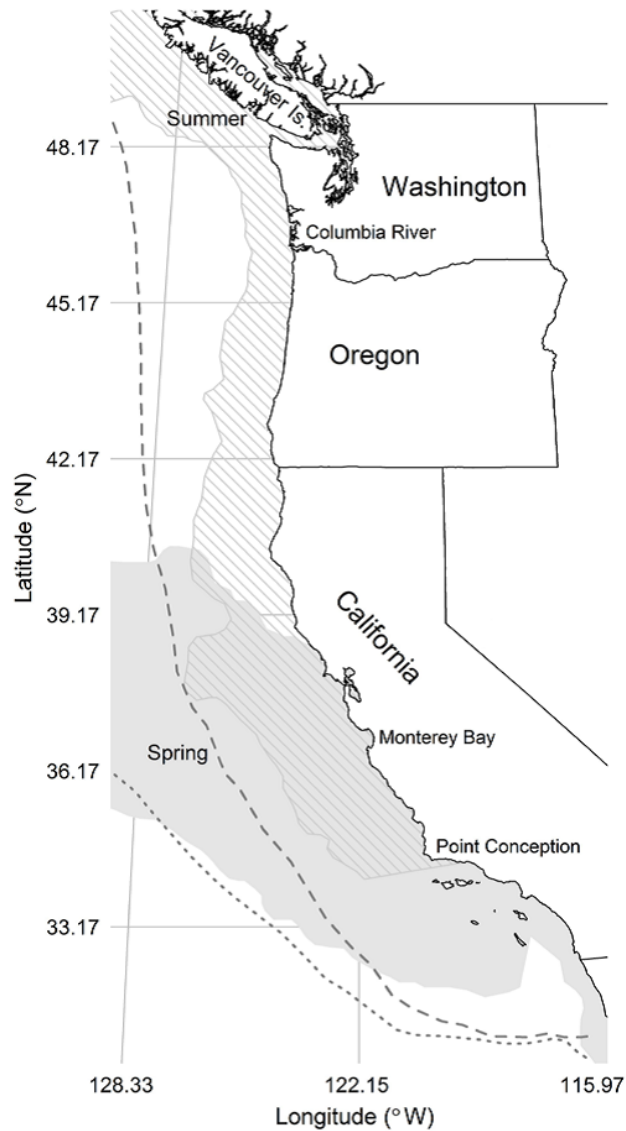 Vancouver Is.
Summer
48.17
Washington
Columbia River
45.17
Oregon
42.17
Latitude (°N)
39.17
California
Monterey Bay
Spring
36.17
Point Conception
33.17
128.33 122.15 115.97
Longitude (°W)